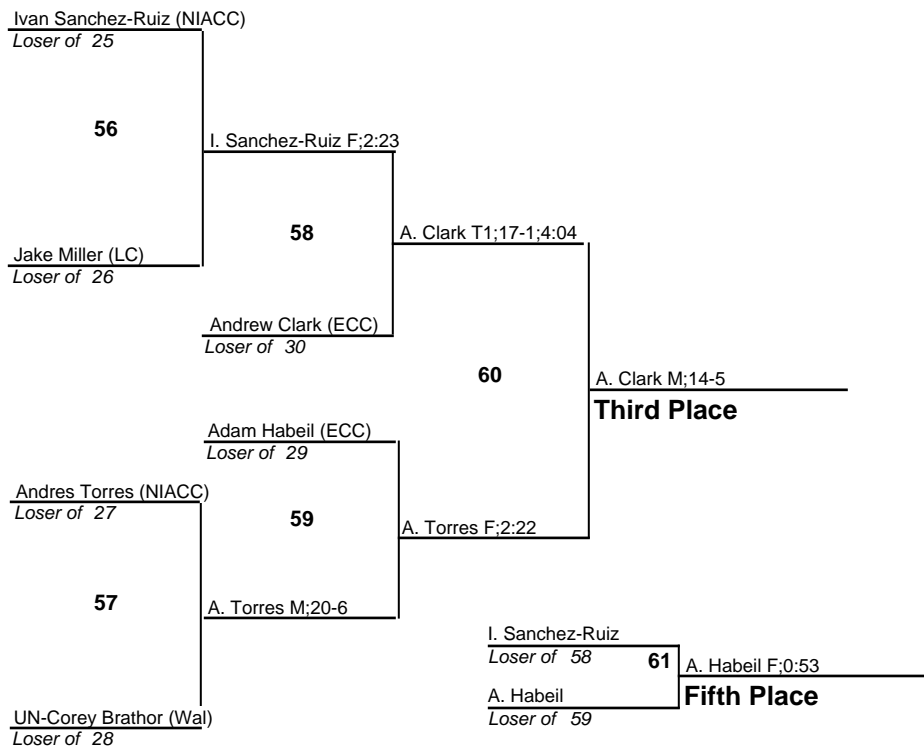 Ivan Sanchez-Ruiz (NIACC)
Loser of 25
56
I. Sanchez-Ruiz F;2:23
58
A. Clark T1;17-1;4:04
Jake Miller (LC)
Loser of 26
Andrew Clark (ECC)
Loser of 30
60
A. Clark M;14-5
Third Place
Adam Habeil (ECC)
Loser of 29
Andres Torres (NIACC)
Loser of 27
59
A. Torres F;2:22
57
A. Torres M;20-6
UN-Corey Brathor (Wal)
Loser of 28
I. Sanchez-Ruiz
Loser of 58
61
A. Habeil F;0:53
Fifth Place
A. Habeil
Loser of 59